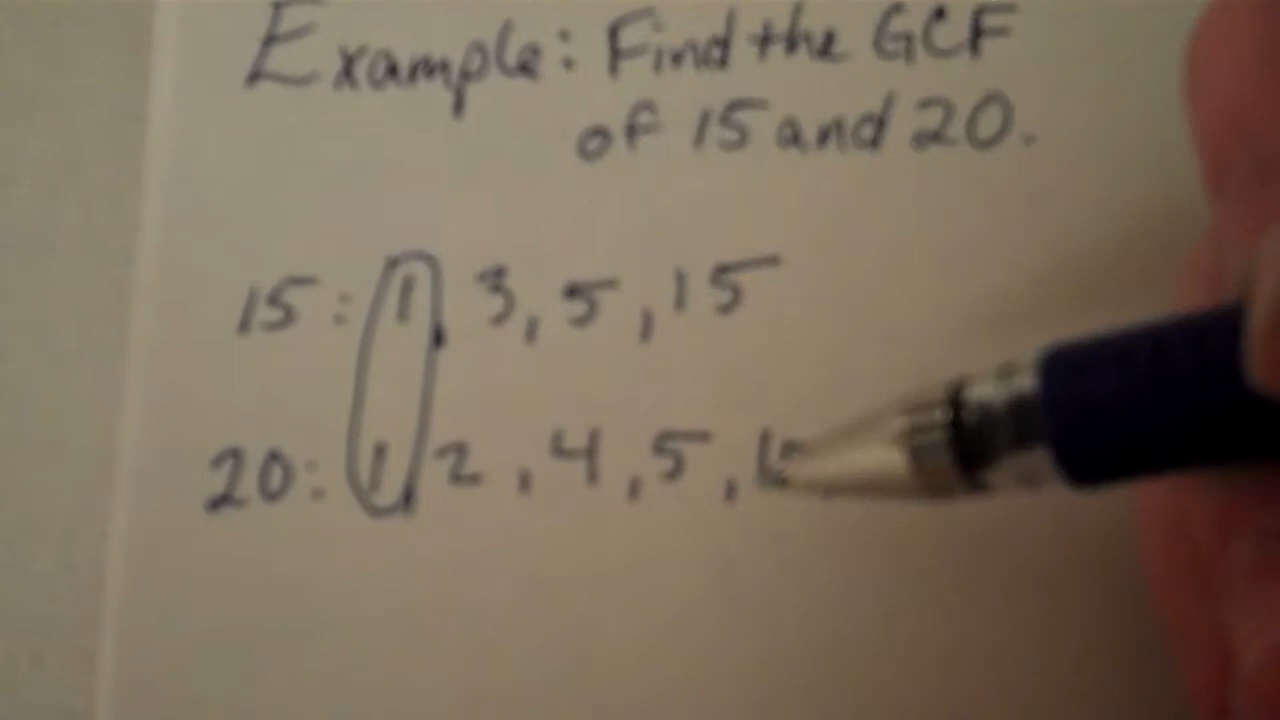 Example: Find the GCF
of 15 and 20.
15: 1, 3, 5, 15
20: 1, 2, 4, 5,